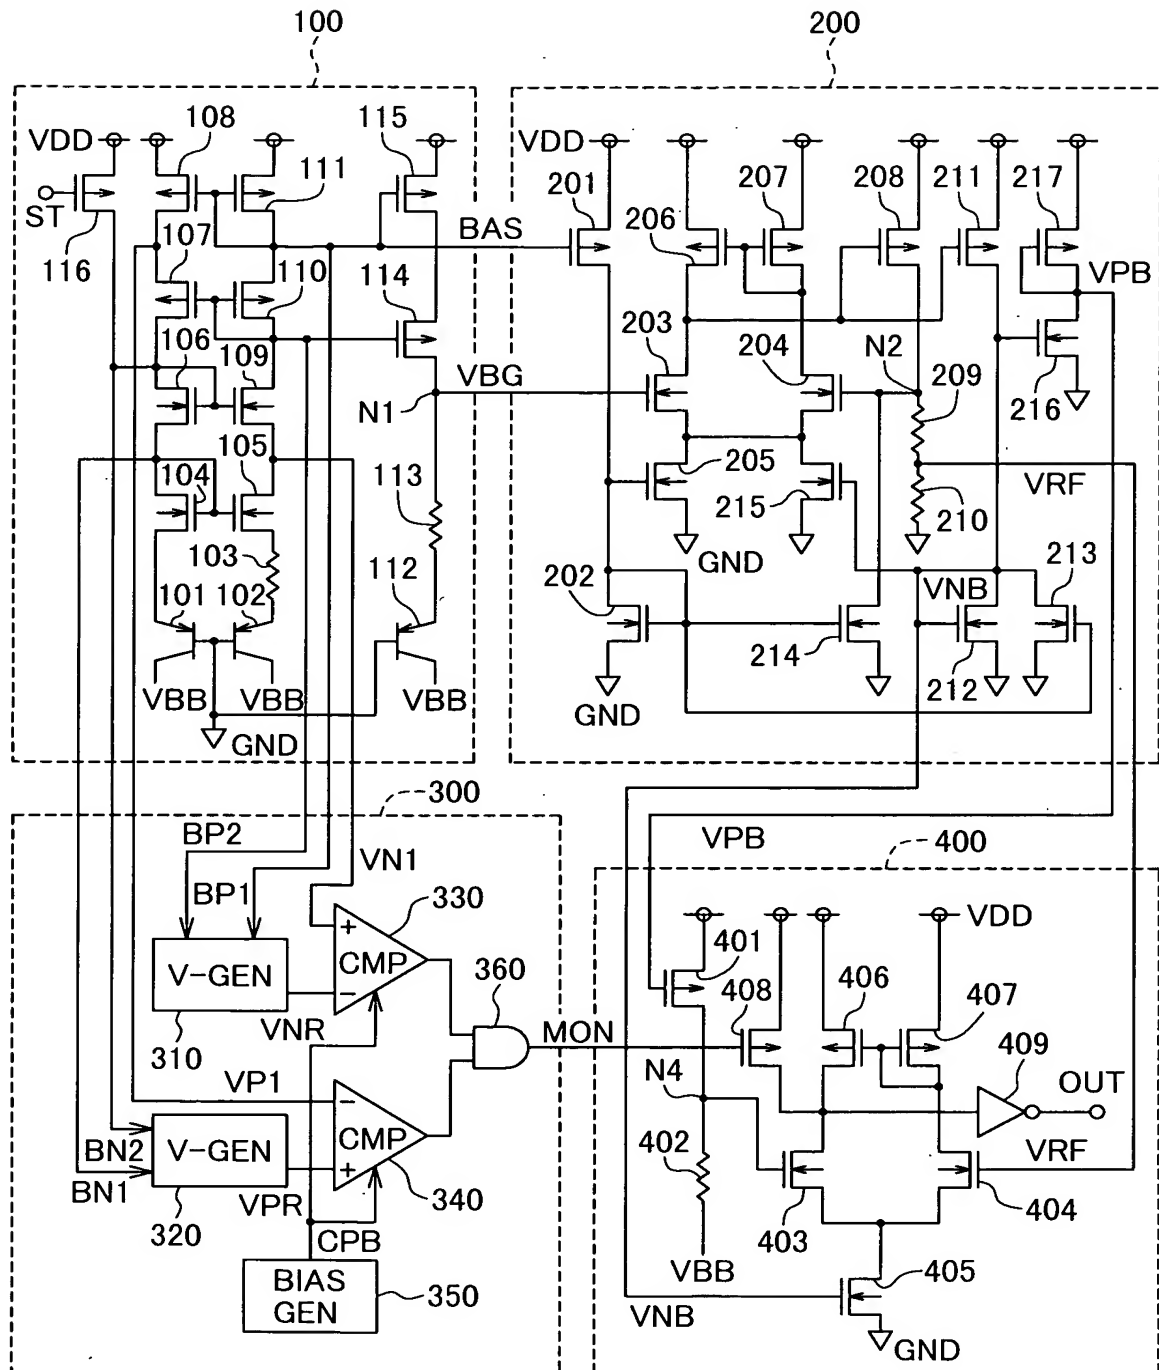 100
200
VDD
108
115
ST
116
111
107
110
114
106
109
N1
105
104
113
103
101
102
112
VBB
VBB
VBB
GND
BAS
VBG
VDD
201
207
208
211
217
206
VPB
203
204
N2
209
216
205
215
VRF
210
GND
202
VNB
213
214
212
GND
300
BP2
VN1
BP1
330
+
CMP
−
V-GEN
310
VNR
360
MON
VP1
−
CMP
+
340
BN2
BN1
V-GEN
320
VPR
CPB
BIAS
GEN
350
VPB
400
VDD
401
408
406
407
409
OUT
N4
402
VRF
403
404
VBB
405
VNB
GND